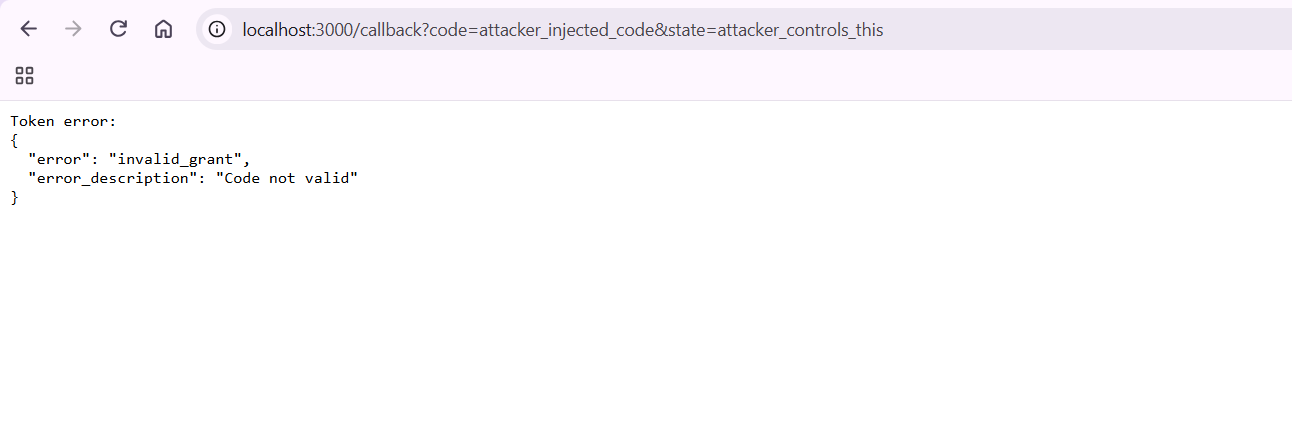 localhost:3000/callback?code=attacker_injected_code&state=attacker_controls_this
Token error:
{
  "error": "invalid_grant",
  "error_description": "Code not valid"
}